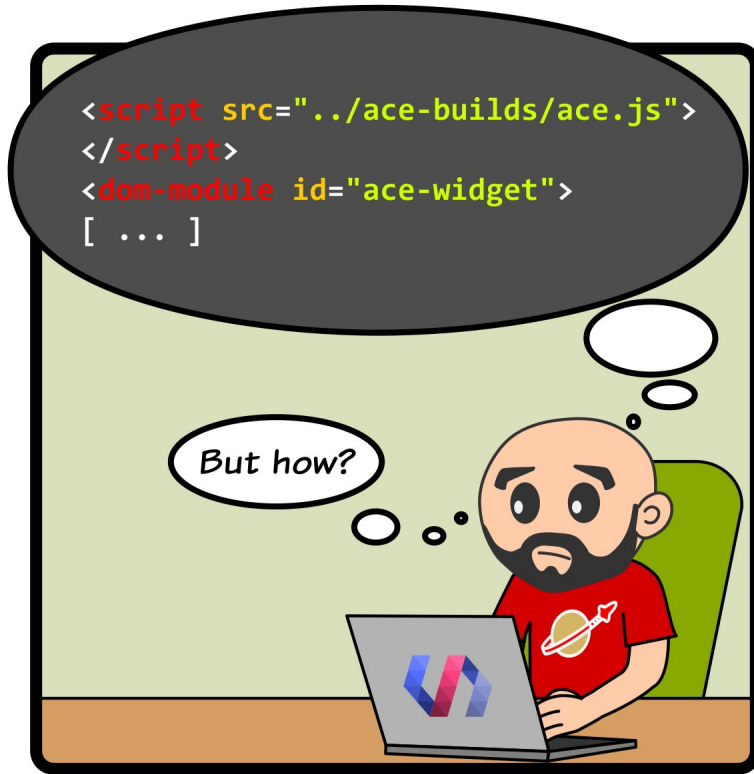 <script src="../ace-builds/ace.js">
</script>
<dom-module id="ace-widget">
[ ... ]
But how?